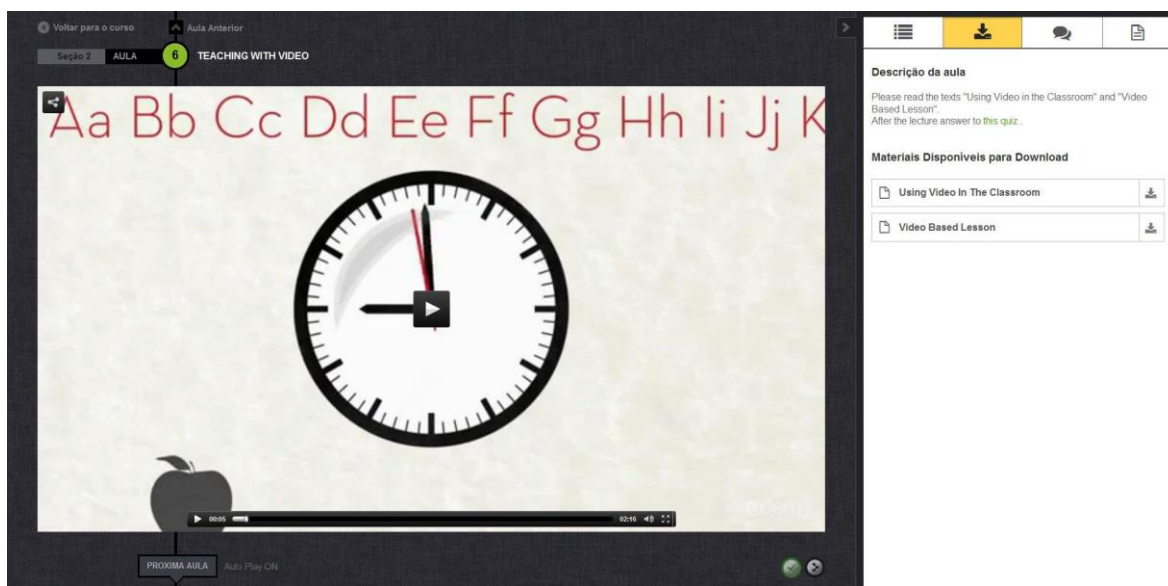 Voltar para o curso
Aula Anterior
Seção 2 AULA 6 TEACHING WITH VIDEO
Aa Bb Cc Dd Ee Ff Gg Hh Ii Jj K
00:05
02:16
PROXIMA AULA
Auto Play ON
Descrição da aula
Please read the texts "Using Video in the Classroom" and "Video
Based Lesson".
After the lecture answer to this quiz .
Materiais Disponíveis para Download
Using Video In The Classroom
Video Based Lesson